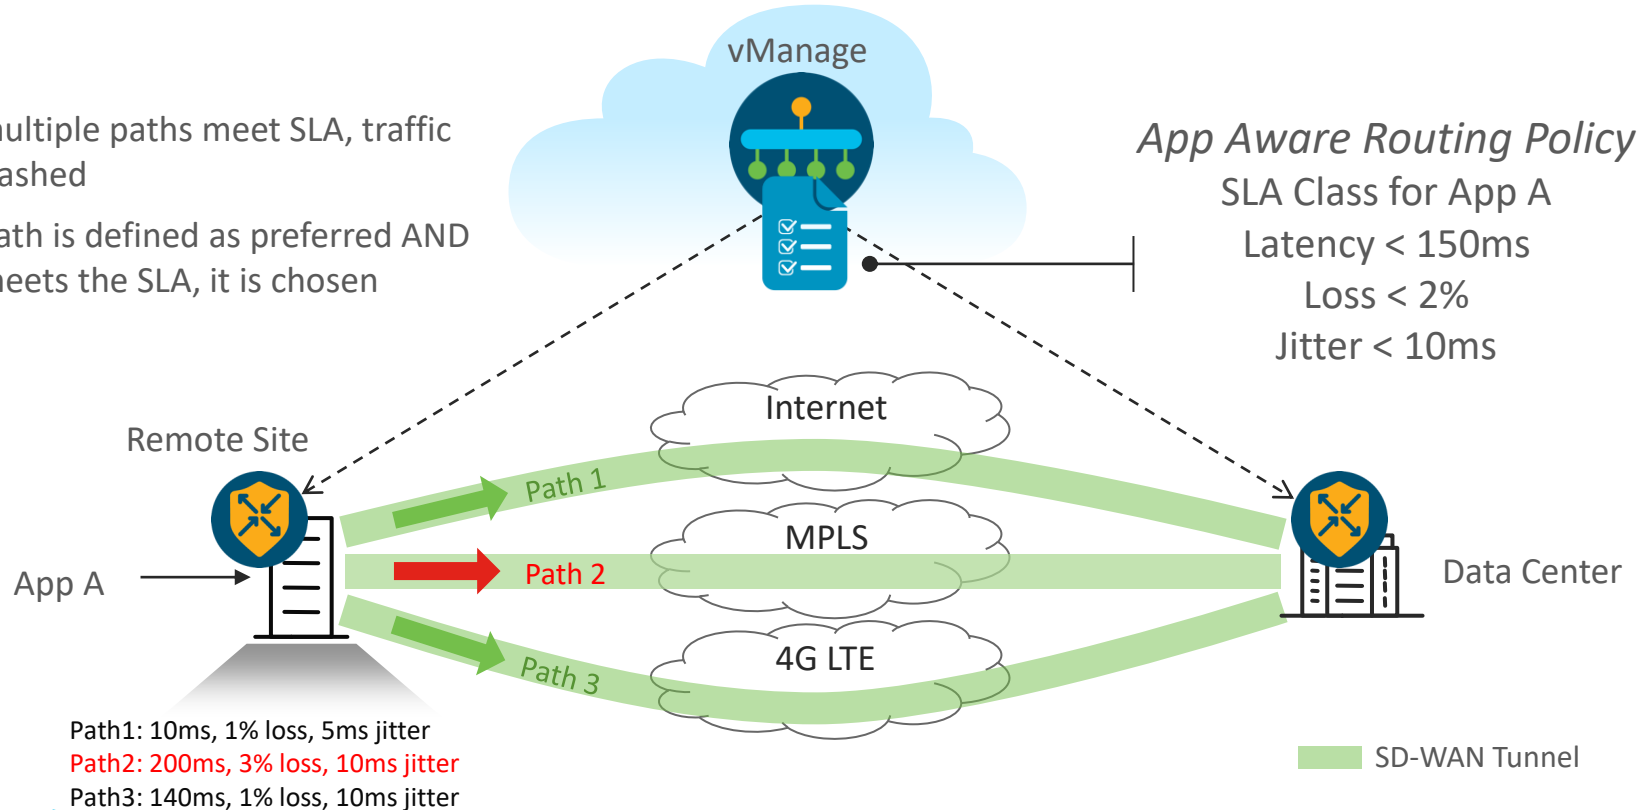 vManage
ultiple paths meet SLA, traffic
ashed
ath is defined as preferred AND
eets the SLA, it is chosen
App Aware Routing Policy
SLA Class for App A
Latency < 150ms
Loss < 2%
Jitter < 10ms
Internet
Remote Site
Path 1
MPLS
App A
Path 2
Data Center
4G LTE
Path 3
Path1: 10ms, 1% loss, 5ms jitter
Path2: 200ms, 3% loss, 10ms jitter
Path3: 140ms, 1% loss, 10ms jitter
SD-WAN Tunnel